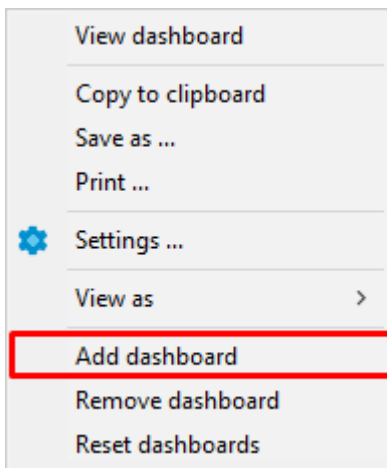 View dashboard
Copy to clipboard
Save as ...
Print ...
Settings ...
View as
Add dashboard
Remove dashboard
Reset dashboards